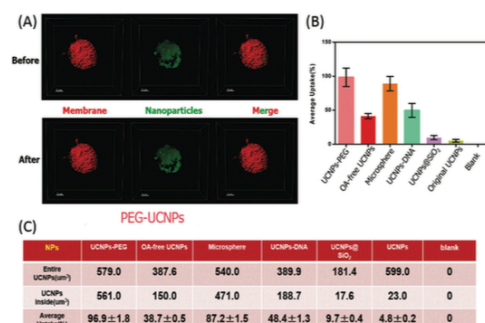 (A)
Before
Membrane Nanoparticles Merge
After
PEG-UCNPs
(B)
Average Uptake(%)
150
100
50
0
UCNPs-PEG
OA-free UCNPs
Microsphere
UCNPs-DNA
UCNPs@SiO2
Original UCNPs
Blank
(C)
NPs UCNPs-PEG OA-free UCNPs Microsphere UCNPs-DNA UCNPs@ SiO2 UCNPs blank
Entire UCNPs(um³) 579.0 387.6 540.0 389.9 181.4 599.0 0
UCNPs Inside(um³) 561.0 150.0 471.0 188.7 17.6 23.0 0
Average 96.9±1.8 38.7±0.5 87.2±1.5 48.4±1.3 9.7±0.4 4.8±0.2 0